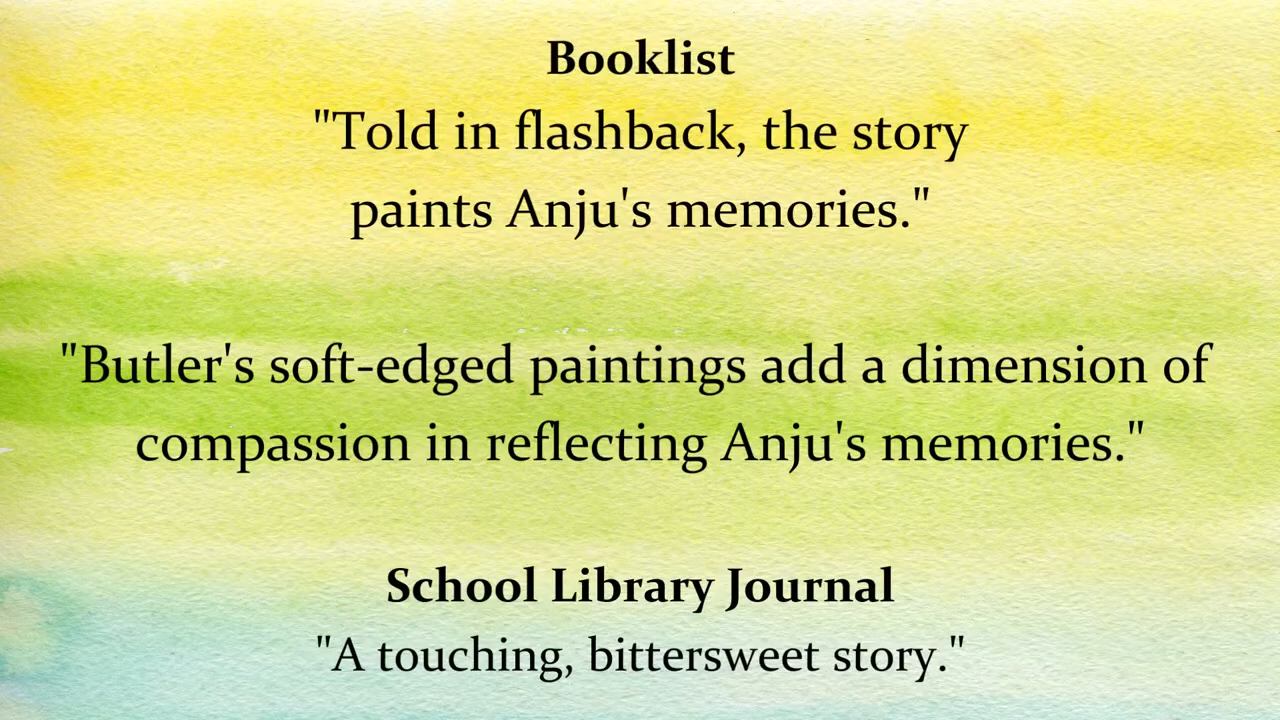 Booklist
"Told in flashback, the story
paints Anju's memories."
"Butler's soft-edged paintings add a dimension of
compassion in reflecting Anju's memories."
School Library Journal
"A touching, bittersweet story."